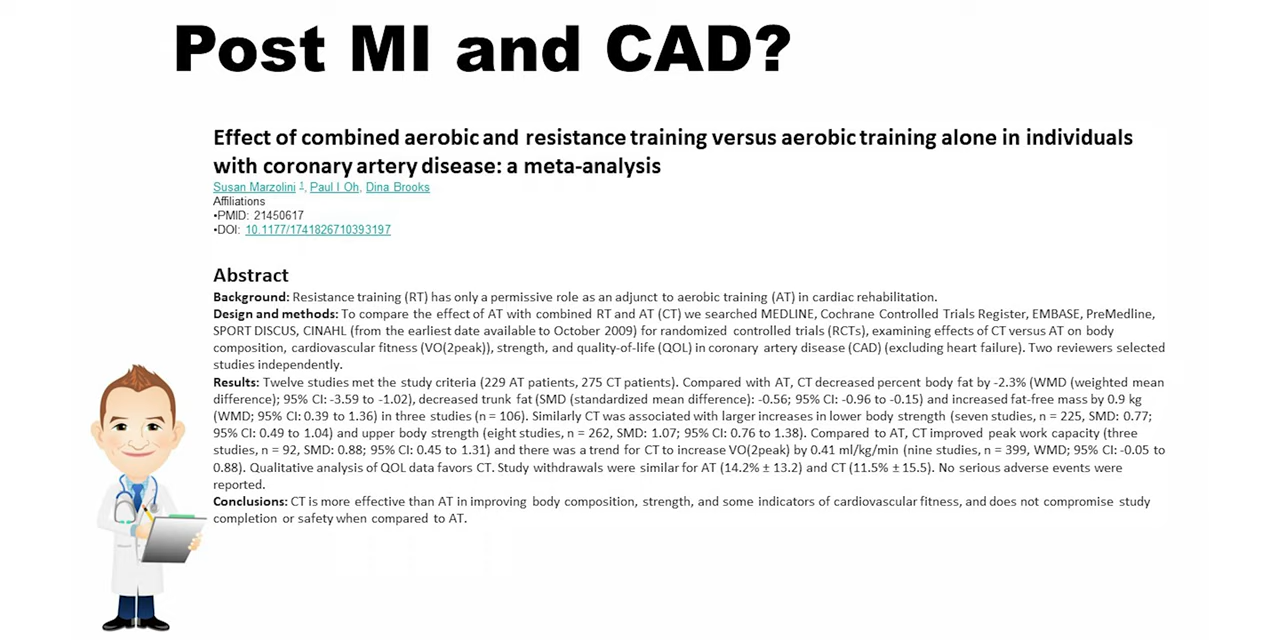 Post MI and CAD?
Effect of combined aerobic and resistance training versus aerobic training alone in individuals
with coronary artery disease: a meta-analysis
Susan Marzolini 1, Paul I Oh, Dina Brooks
Affiliations
•PMID: 21450617
•DOI: 10.1177/1741826710393197
Abstract
Background: Resistance training (RT) has only a permissive role as an adjunct to aerobic training (AT) in cardiac rehabilitation.
Design and methods: To compare the effect of AT with combined RT and AT (CT) we searched MEDLINE, Cochrane Controlled Trials Register, EMBASE, PreMedline,
SPORT DISCUS, CINAHL (from the earliest date available to October 2009) for randomized controlled trials (RCTs), examining effects of CT versus AT on body
composition, cardiovascular fitness (VO(2peak)), strength, and quality-of-life (QOL) in coronary artery disease (CAD) (excluding heart failure). Two reviewers selected
studies independently.
Results: Twelve studies met the study criteria (229 AT patients, 275 CT patients). Compared with AT, CT decreased percent body fat by -2.3% (WMD (weighted mean
difference); 95% CI: -3.59 to -1.02), decreased trunk fat (SMD (standardized mean difference): -0.56; 95% CI: -0.96 to -0.15) and increased fat-free mass by 0.9 kg
(WMD; 95% CI: 0.39 to 1.36) in three studies (n = 106). Similarly CT was associated with larger increases in lower body strength (seven studies, n = 225, SMD: 0.77;
95% CI: 0.49 to 1.04) and upper body strength (eight studies, n = 262, SMD: 1.07; 95% CI: 0.76 to 1.38). Compared to AT, CT improved peak work capacity (three
studies, n = 92, SMD: 0.88; 95% CI: 0.45 to 1.31) and there was a trend for CT to increase VO(2peak) by 0.41 ml/kg/min (nine studies, n = 399, WMD; 95% CI: -0.05 to
0.88). Qualitative analysis of QOL data favors CT. Study withdrawals were similar for AT (14.2% ± 13.2) and CT (11.5% ± 15.5). No serious adverse events were
reported.
Conclusions: CT is more effective than AT in improving body composition, strength, and some indicators of cardiovascular fitness, and does not compromise study
completion or safety when compared to AT.